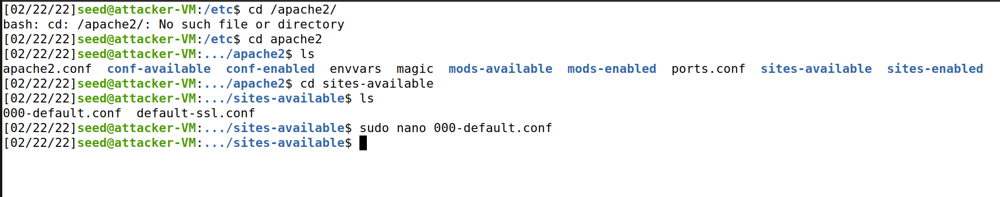 [02/22/22]seed@attacker-VM:/etc$ cd /apache2/
bash: cd: /apache2/: No such file or directory
[02/22/22]seed@attacker-VM:/etc$ cd apache2
[02/22/22]seed@attacker-VM:.../apache2$ ls
apache2.conf  conf-available  conf-enabled  envvars  magic  mods-available  mods-enabled  ports.conf  sites-available  sites-enabled
[02/22/22]seed@attacker-VM:.../apache2$ cd sites-available
[02/22/22]seed@attacker-VM:.../sites-available$ ls
000-default.conf  default-ssl.conf
[02/22/22]seed@attacker-VM:.../sites-available$ sudo nano 000-default.conf
[02/22/22]seed@attacker-VM:.../sites-available$